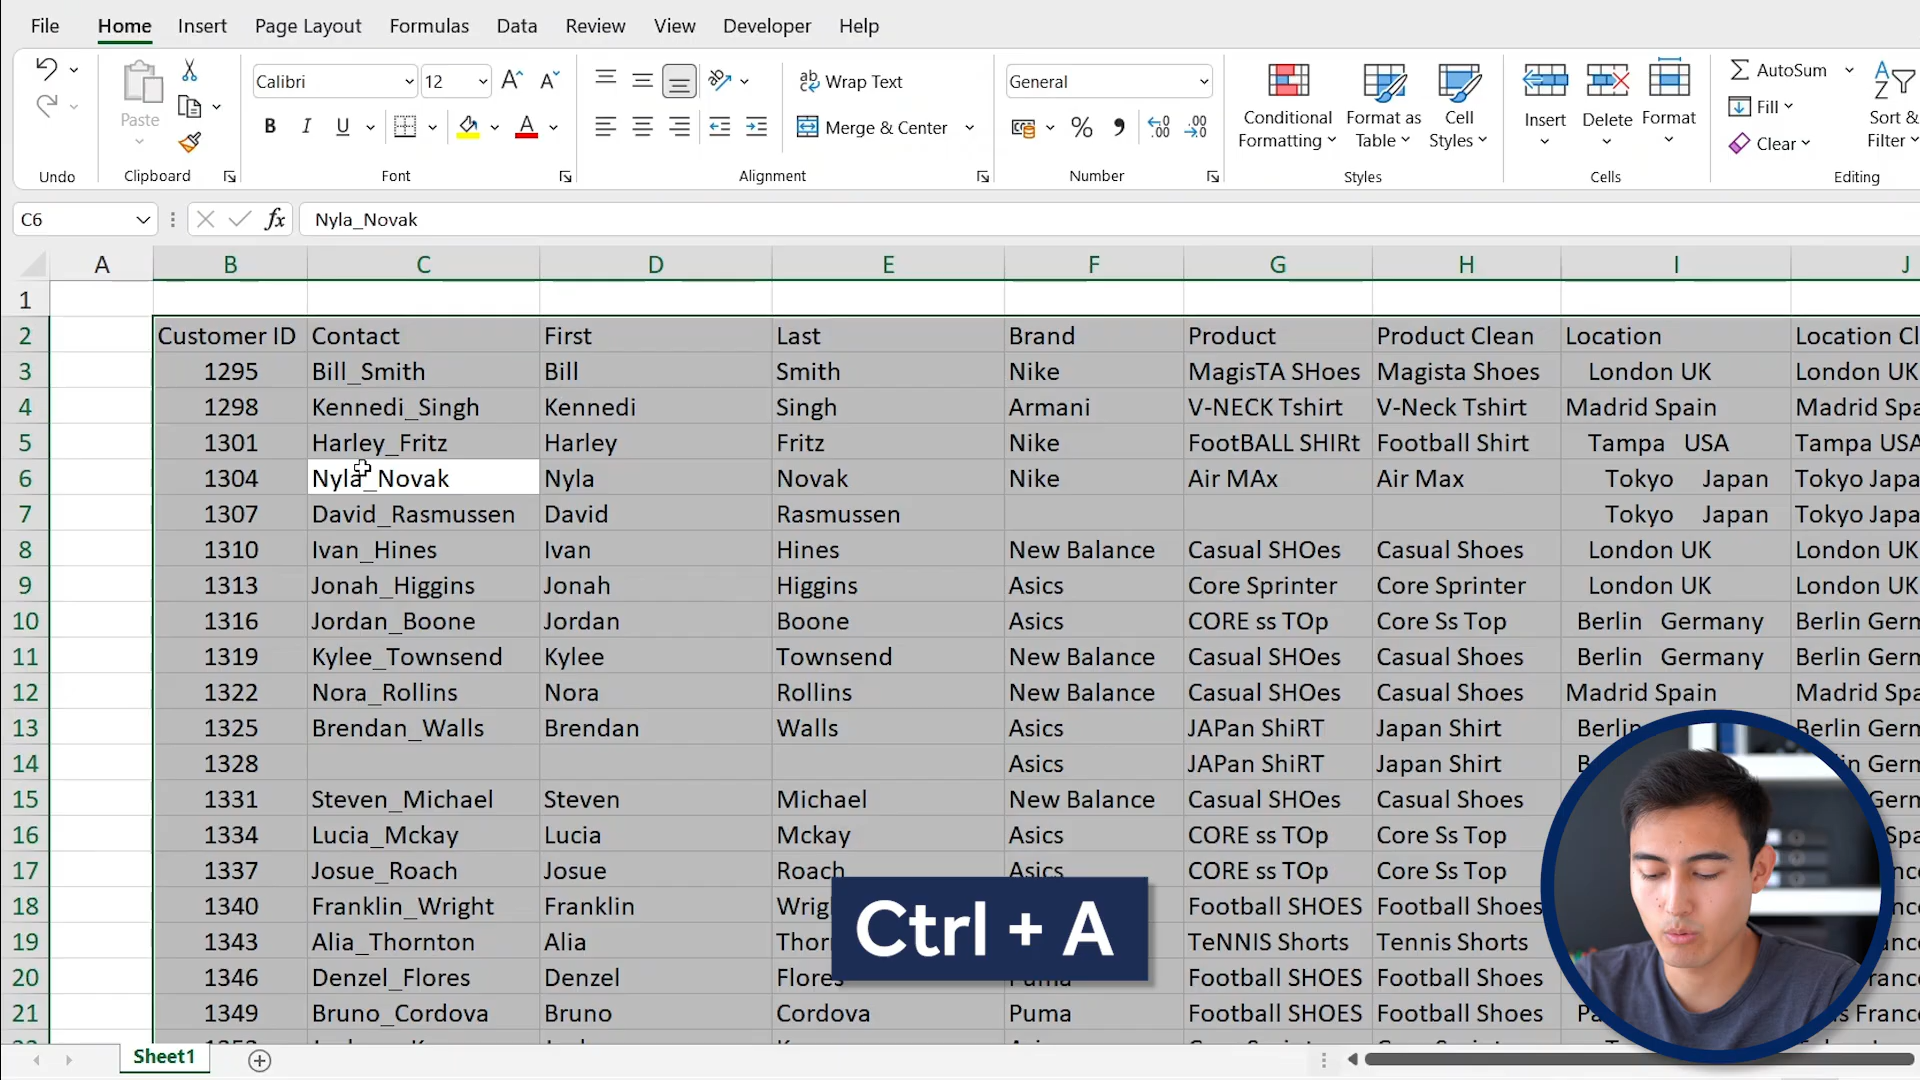 File Home Insert Page Layout Formulas Data Review View Developer Help
Calibri 12 ab Wrap Text General AutoSum
Paste Conditional Format as Cell Insert Delete Format Fill Sort &
B I U A Merge & Center % Formatting Table Styles Clear Filter
Undo Clipboard Font Alignment Number Styles Cells Editing
C6 fx Nyla_Novak
A B C D E F G H I J
1
2 Customer ID Contact First Last Brand Product Product Clean Location Location Cl
3 1295 Bill_Smith Bill Smith Nike MagisTA SHoes Magista Shoes London UK London UK
4 1298 Kennedi_Singh Kennedi Singh Armani V-NECK Tshirt V-Neck Tshirt Madrid Spain Madrid Spa
5 1301 Harley_Fritz Harley Fritz Nike FootBALL SHIRt Football Shirt Tampa USA Tampa USA
6 1304 Nyla_Novak Nyla Novak Nike Air MAx Air Max Tokyo Japan Tokyo Japa
7 1307 David_Rasmussen David Rasmussen Tokyo Japan Tokyo Japa
8 1310 Ivan_Hines Ivan Hines New Balance Casual SHOes Casual Shoes London UK London UK
9 1313 Jonah_Higgins Jonah Higgins Asics Core Sprinter Core Sprinter London UK London UK
10 1316 Jordan_Boone Jordan Boone Asics CORE ss TOp Core Ss Top Berlin Germany Berlin Germ
11 1319 Kylee_Townsend Kylee Townsend New Balance Casual SHOes Casual Shoes Berlin Germany Berlin Germ
12 1322 Nora_Rollins Nora Rollins New Balance Casual SHOes Casual Shoes Madrid Spain Madrid Spa
13 1325 Brendan_Walls Brendan Walls Asics JAPan ShiRT Japan Shirt Berlin Berlin Germ
14 1328 Asics JAPan ShiRT Japan Shirt B in Germ
15 1331 Steven_Michael Steven Michael New Balance Casual SHOes Casual Shoes Germ
16 1334 Lucia_Mckay Lucia Mckay Asics CORE ss TOp Core Ss Top Spa
17 1337 Josue_Roach Josue Roach Asics CORE ss TOp Core Ss Top nce
18 1340 Franklin_Wright Franklin Wrig Football SHOES Football Shoes nce
19 1343 Alia_Thornton Alia Thor TeNNIS Shorts Tennis Shorts ance
20 1346 Denzel_Flores Denzel Flores Puma Football SHOES Football Shoes rance
21 1349 Bruno_Cordova Bruno Cordova Puma Football SHOES Football Shoes Pa s France
Ctrl + A
Sheet1